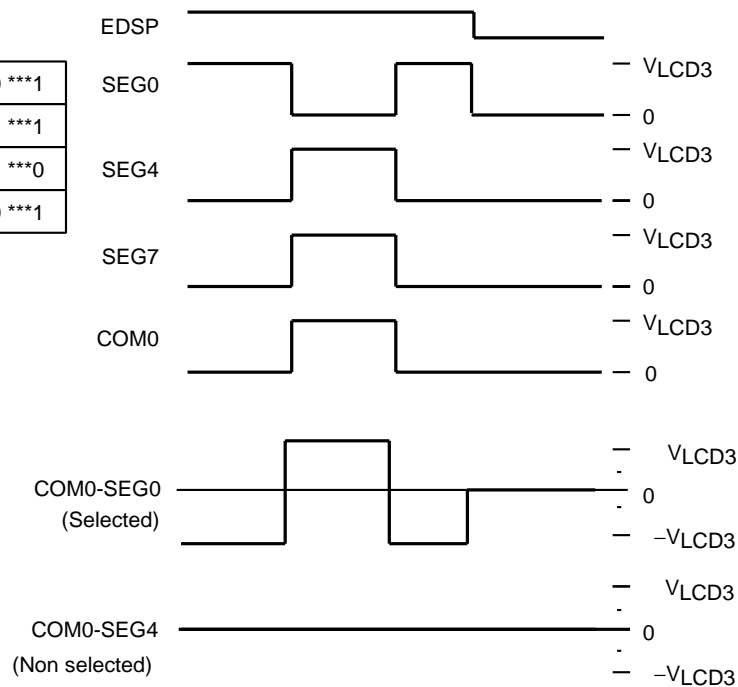 EDSP
***1
***1
***0
***1
SEG0
VLCD3
0
SEG4
VLCD3
0
SEG7
VLCD3
0
COM0
VLCD3
0
COM0-SEG0
(Selected)
VLCD3
0
−VLCD3
COM0-SEG4
(Non selected)
VLCD3
0
−VLCD3